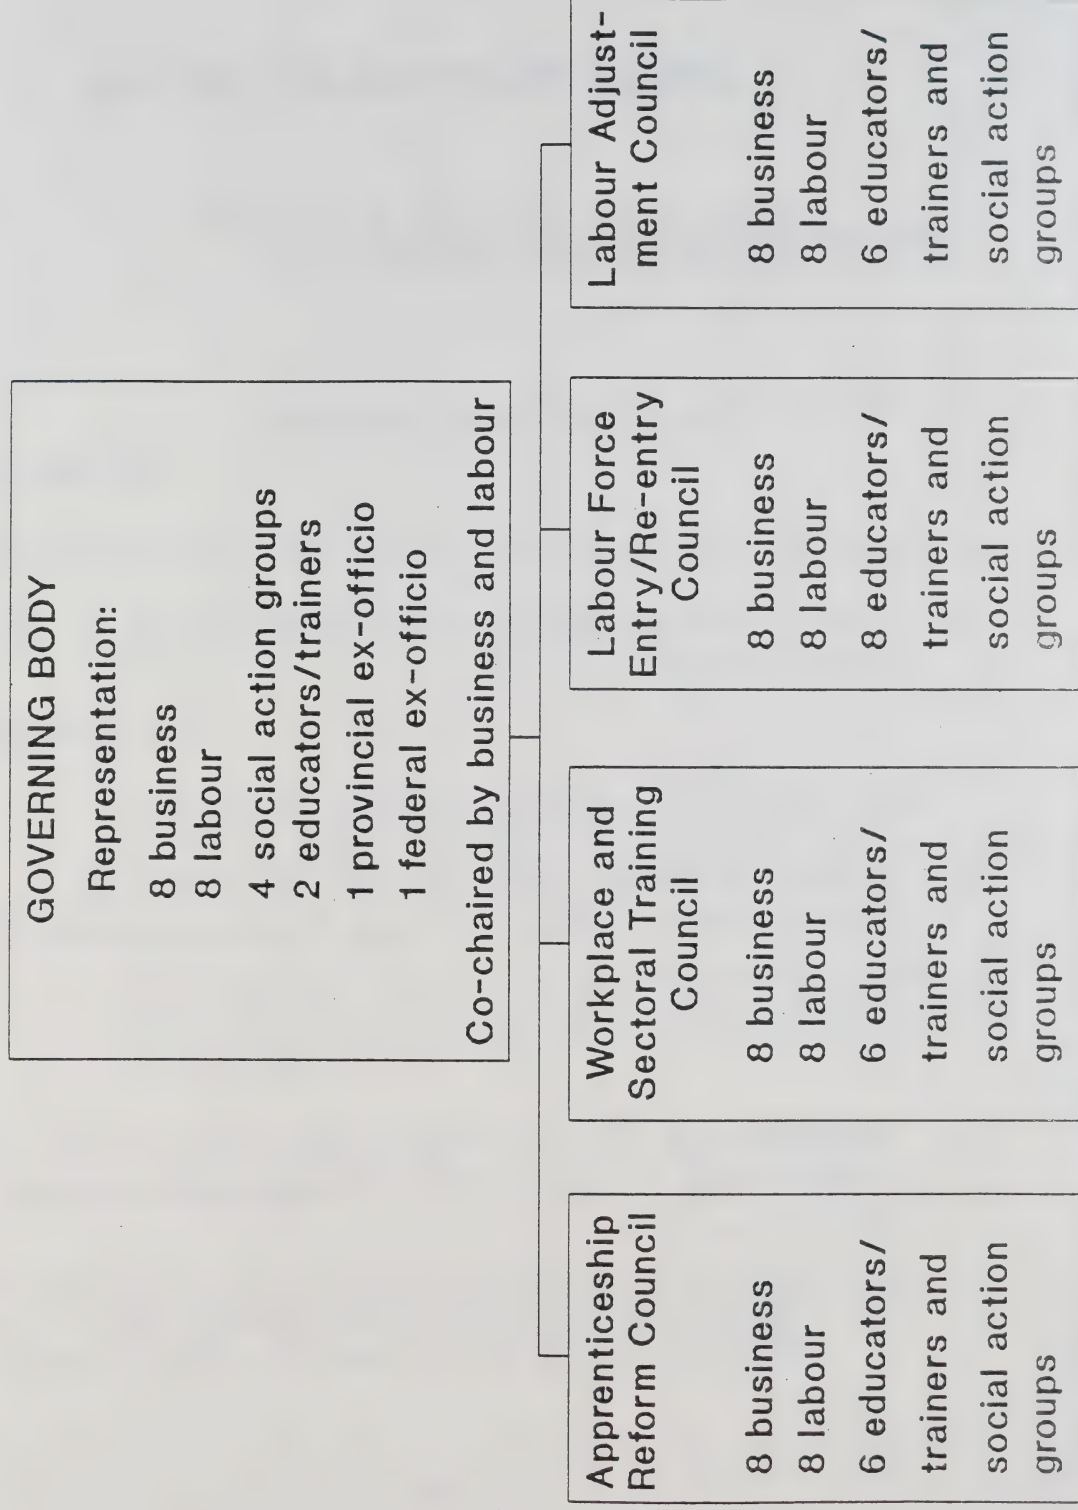 GOVERNING BODY
Representation:
8 business
8 labour
4 social action groups
2 educators/trainers
1 provincial ex-officio
1 federal ex-officio
Co-chaired by business and labour
Apprenticeship
Reform Council
8 business
8 labour
6 educators/
trainers and
social action
groups
Workplace and
Sectoral Training
Council
8 business
8 labour
6 educators/
trainers and
social action
groups
Labour Force
Entry/Re-entry
Council
8 business
8 labour
8 educators/
trainers and
social action
groups
Labour Adjust-
ment Council
8 business
8 labour
6 educators/
trainers and
social action
groups